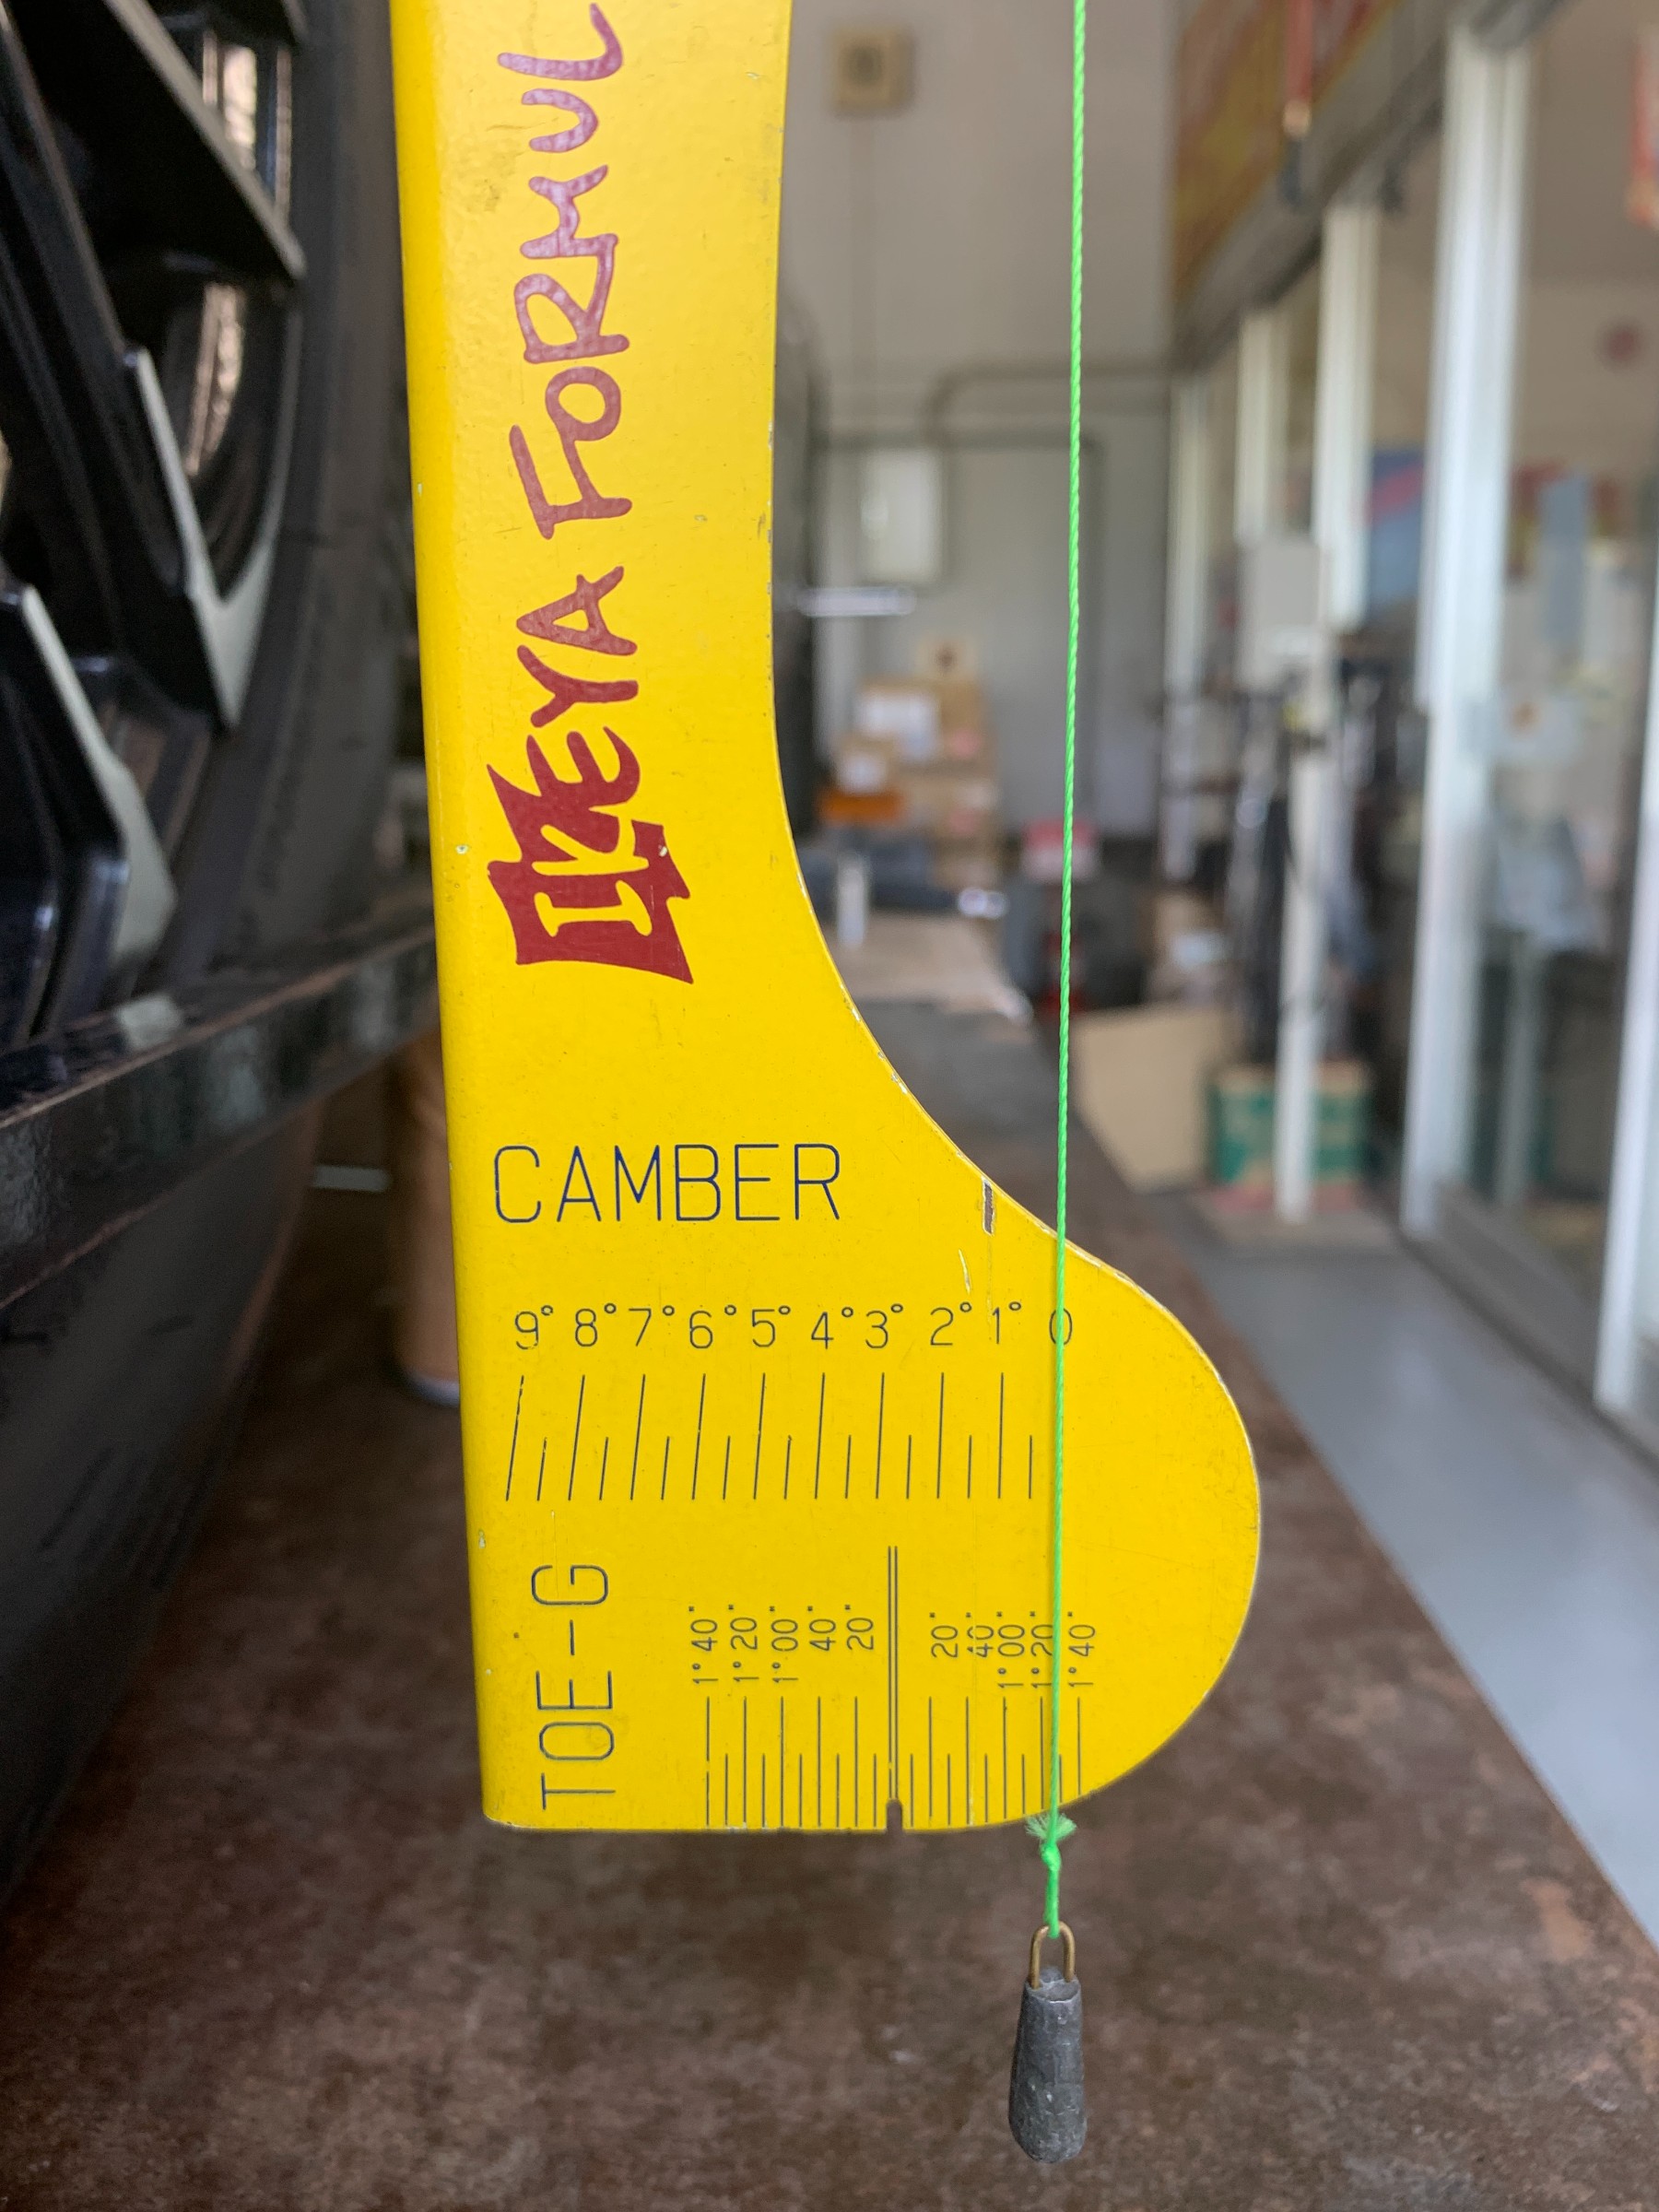 IKEYA FORMUL
CAMBER
9° 8° 7° 6° 5° 4° 3° 2° 1° 0
TOE-G
1°40' 1°20' 1°00' 40' 20' 20' 40' 1°00' 1°20' 1°40'